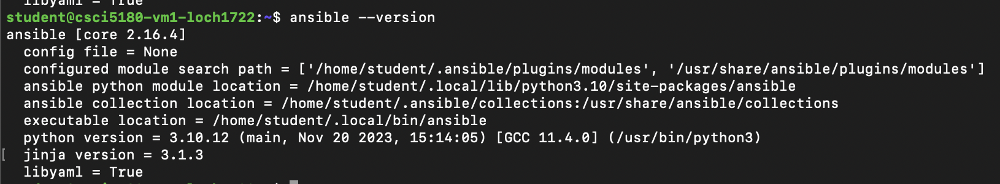 libyaml = True
student@csci5180-vm1-loch1722:~$ ansible --version
ansible [core 2.16.4]
  config file = None
  configured module search path = ['/home/student/.ansible/plugins/modules', '/usr/share/ansible/plugins/modules']
  ansible python module location = /home/student/.local/lib/python3.10/site-packages/ansible
  ansible collection location = /home/student/.ansible/collections:/usr/share/ansible/collections
  executable location = /home/student/.local/bin/ansible
  python version = 3.10.12 (main, Nov 20 2023, 15:14:05) [GCC 11.4.0] (/usr/bin/python3)
[  jinja version = 3.1.3
  libyaml = True